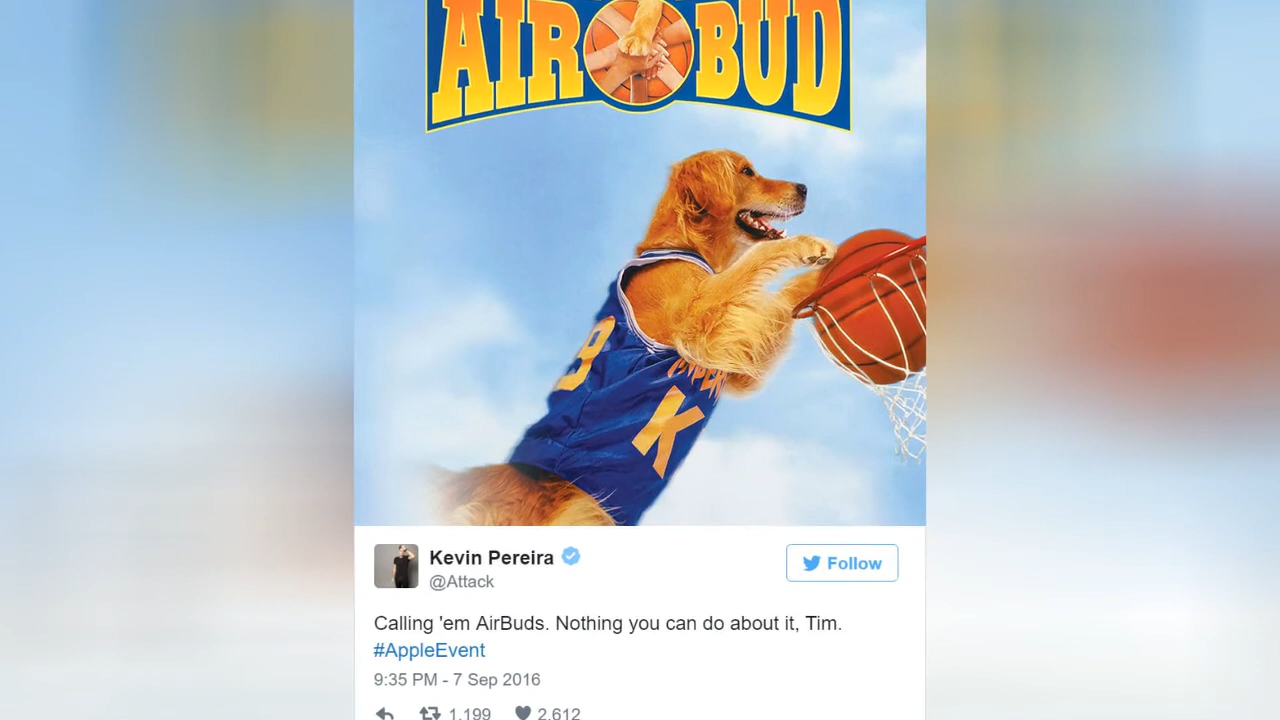 AIR BUD
9
K
Kevin Pereira
@Attack
Follow
Calling 'em AirBuds. Nothing you can do about it, Tim.
#AppleEvent
9:35 PM - 7 Sep 2016
1,199 2,612